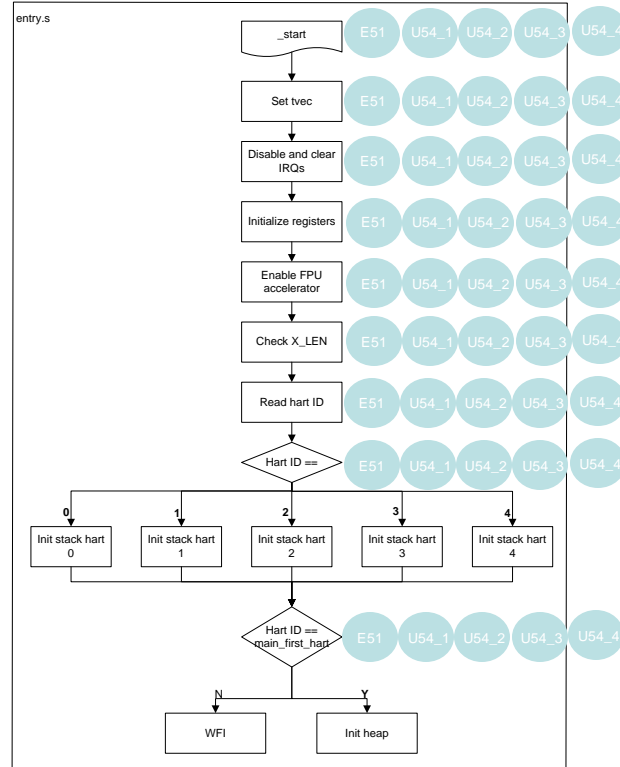 entry.s
_start
E51 U54_1 U54_2 U54_3 U54_4
Set tvec
E51 U54_1 U54_2 U54_3 U54_4
Disable and clear
IRQs
E51 U54_1 U54_2 U54_3 U54_4
Initialize registers
E51 U54_1 U54_2 U54_3 U54_4
Enable FPU
accelerator
E51 U54_1 U54_2 U54_3 U54_4
Check X_LEN
E51 U54_1 U54_2 U54_3 U54_4
Read hart ID
E51 U54_1 U54_2 U54_3 U54_4
Hart ID ==
E51 U54_1 U54_2 U54_3 U54_4
0 1 2 3 4
Init stack hart
0
Init stack hart
1
Init stack hart
2
Init stack hart
3
Init stack hart
4
Hart ID ==
main_first_hart
E51 U54_1 U54_2 U54_3 U54_4
N Y
WFI
Init heap